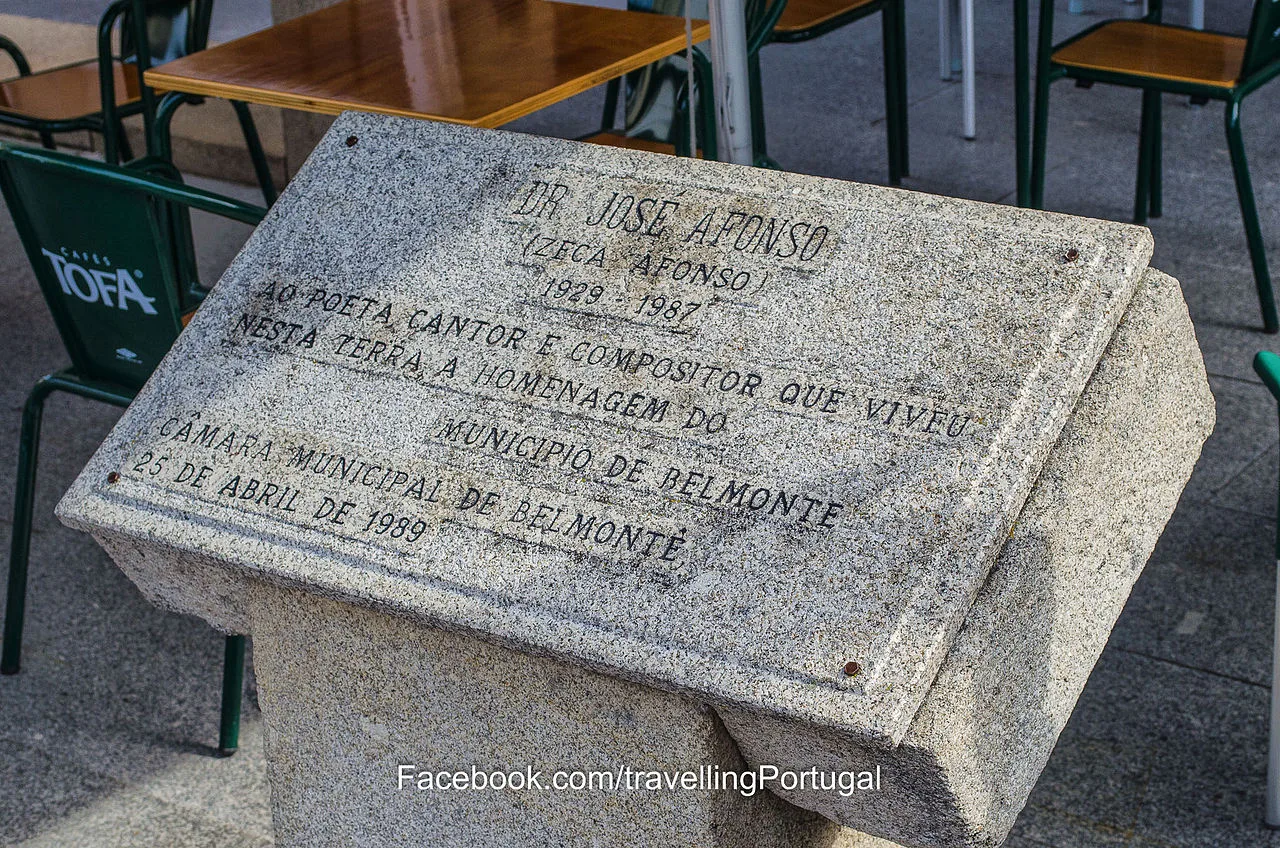 DR JOSÉ AFONSO
(ZECA AFONSO)
1929 - 1987
AO POETA, CANTOR E COMPOSITOR QUE VIVEU
NESTA TERRA, A HOMENAGEM DO
MUNICIPIO DE BELMONTE
CÂMARA MUNICIPAL DE BELMONTE,
25 DE ABRIL DE 1989
CAFÉS
TOFA®
Facebook.com/travellingPortugal